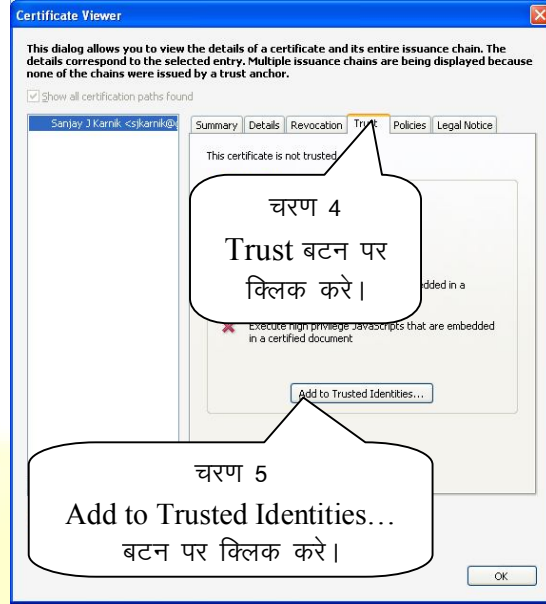 Certificate Viewer
This dialog allows you to view the details of a certificate and its entire issuance chain. The
details correspond to the selected entry. Multiple issuance chains are being displayed because
none of the chains were issued by a trust anchor.
Show all certification paths found
Sanjay J Karnik <sjkarnik@
Summary Details Revocation Trust Policies Legal Notice
This certificate is not trusted.
चरण 4
Trust बटन पर
क्लिक करे।
dded in a
Execute high privilege JavaScripts that are embedded
in a certified document
Add to Trusted Identities...
चरण 5
Add to Trusted Identities...
बटन पर क्लिक करे।
OK